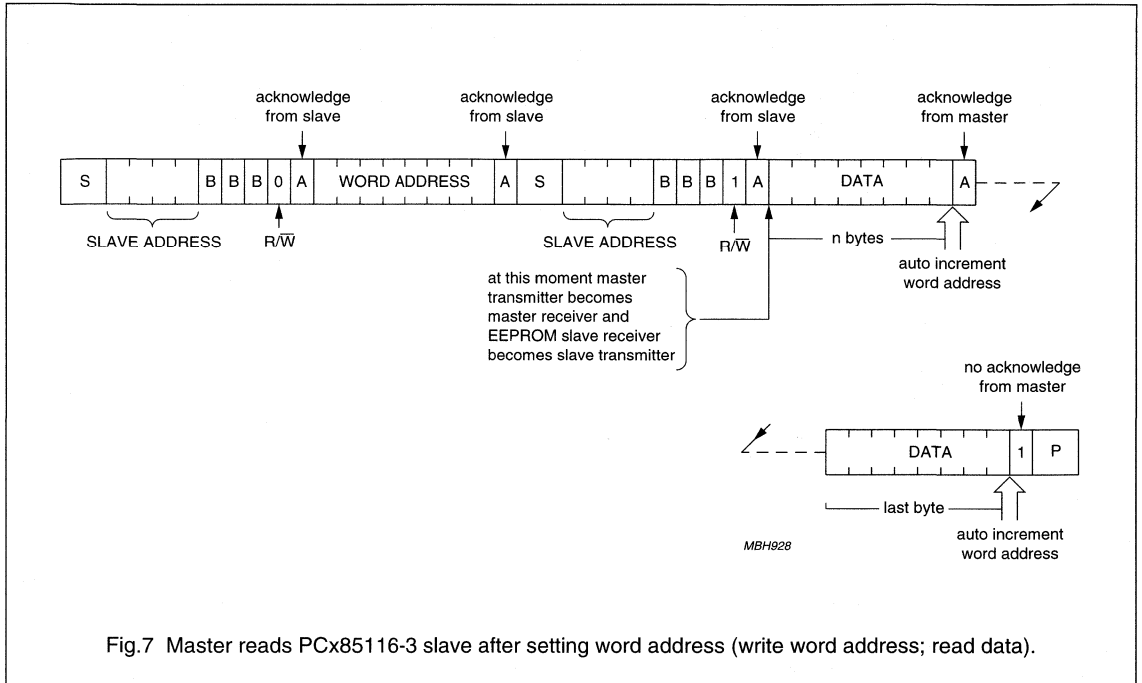 acknowledge
from slave
acknowledge
from slave
acknowledge
from slave
acknowledge
from master
S B B B 0 A WORD ADDRESS A S B B B 1 A DATA A
SLAVE ADDRESS
R/W̅
SLAVE ADDRESS
R/W̅
n bytes
auto increment
word address
at this moment master
transmitter becomes
master receiver and
EEPROM slave receiver
becomes slave transmitter
no acknowledge
from master
DATA 1 P
last byte
auto increment
word address
MBH928
Fig.7 Master reads PCx85116-3 slave after setting word address (write word address; read data).